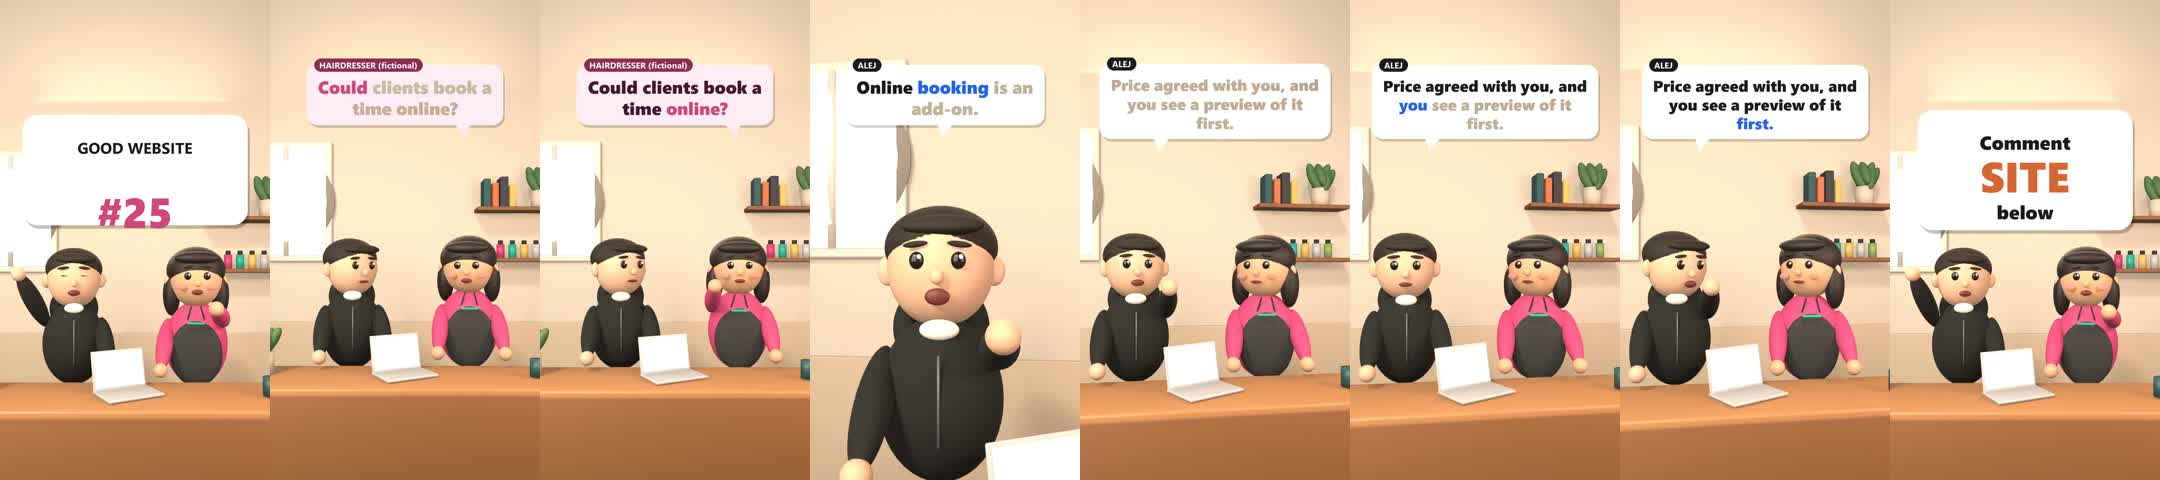 GOOD WEBSITE
#25
HAIRDRESSER (fictional)
Could clients book a
time online?
HAIRDRESSER (fictional)
Could clients book a
time online?
ALEJ
Online booking is an
add-on.
ALEJ
Price agreed with you, and
you see a preview of it
first.
ALEJ
Price agreed with you, and
you see a preview of it
first.
ALEJ
Price agreed with you, and
you see a preview of it
first.
Comment
SITE
below